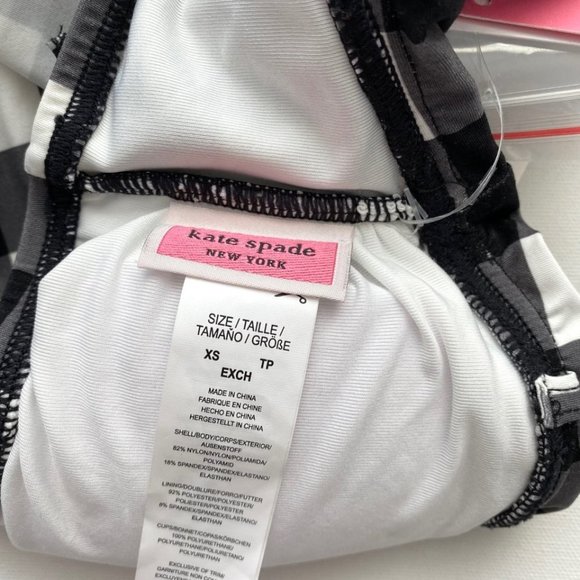 kate spade
NEW YORK
SIZE / TAILLE /
TAMAÑO / GRÖßE
XS TP
EXCH
MADE IN CHINA
FABRIQUE EN CHINE
HECHO EN CHINA
HERGESTELLT IN CHINA
SHELL/BODY/CORPS/EXTERIOR/
AUßENSTOFF
82% NYLON/NYLON/POLIAMIDA/
POLYAMID
18% SPANDEX/SPANDEX/ELASTANO/
ELASTHAN
LINING/DOUBLURE/FORRO/FUTTER
92% POLYESTER/POLYESTER/
POLIESTER/POLYESTER
8% SPANDEX/SPANDEX/ELASTANO/
ELASTHAN
CUPS/BONNET/COPAS/KÖRBCHEN
100% POLYURETHANE/
POLYURETHANE/POLIURETANO/
POLYURETHAN
EXCLUSIVE OF TRIM/
GARNITURE NON